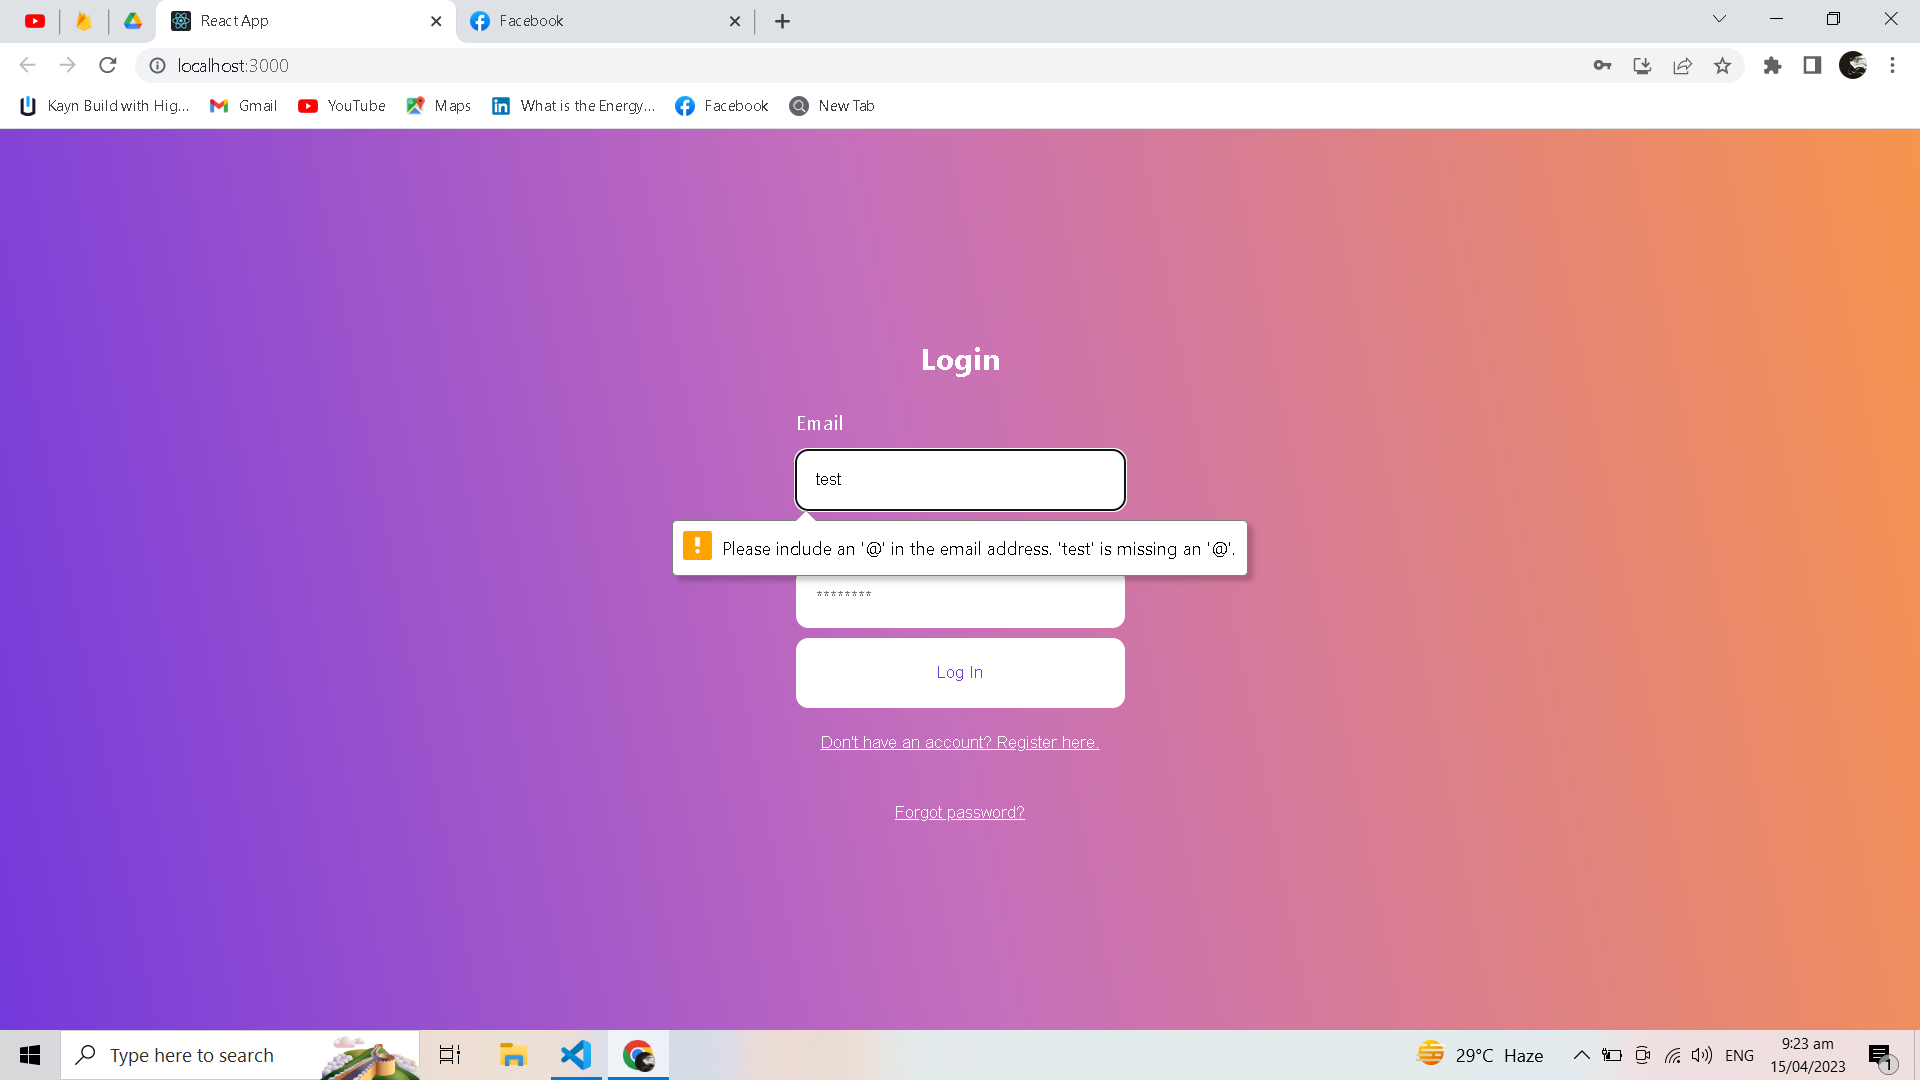 React App
Facebook
localhost:3000
Kayn Build with Hig...
Gmail
YouTube
Maps
What is the Energy...
Facebook
New Tab
Login
Email
test
Please include an '@' in the email address. 'test' is missing an '@'.
********
Log In
Don't have an account? Register here.
Forgot password?
Type here to search
29°C Haze
ENG
9:23 am
15/04/2023
1